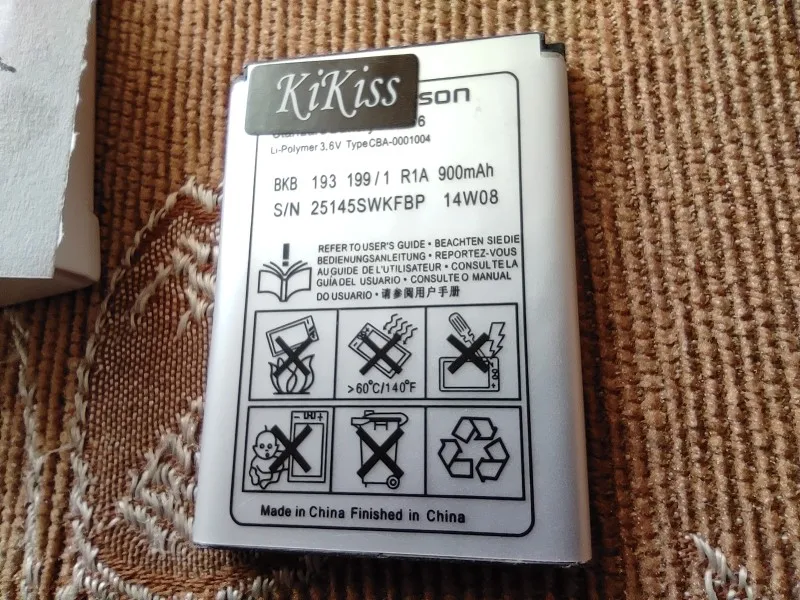 KiKiss
son
Li-Polymer 3,6V Type CBA-0001004
BKB 193 199/1 R1A 900mAh
S/N 25145SWKFBP 14W08
REFER TO USER'S GUIDE • BEACHTEN SIE DIE
BEDIENUNGSANLEITUNG • REPORTEZ-VOUS
AU GUIDE DE L'UTILISATEUR • CONSULTE LA
GUÍA DEL USUARIO • CONSULTE O MANUAL
DO USUARIO • 请参阅用户手册
>60°C/140°F
Made in China Finished in China